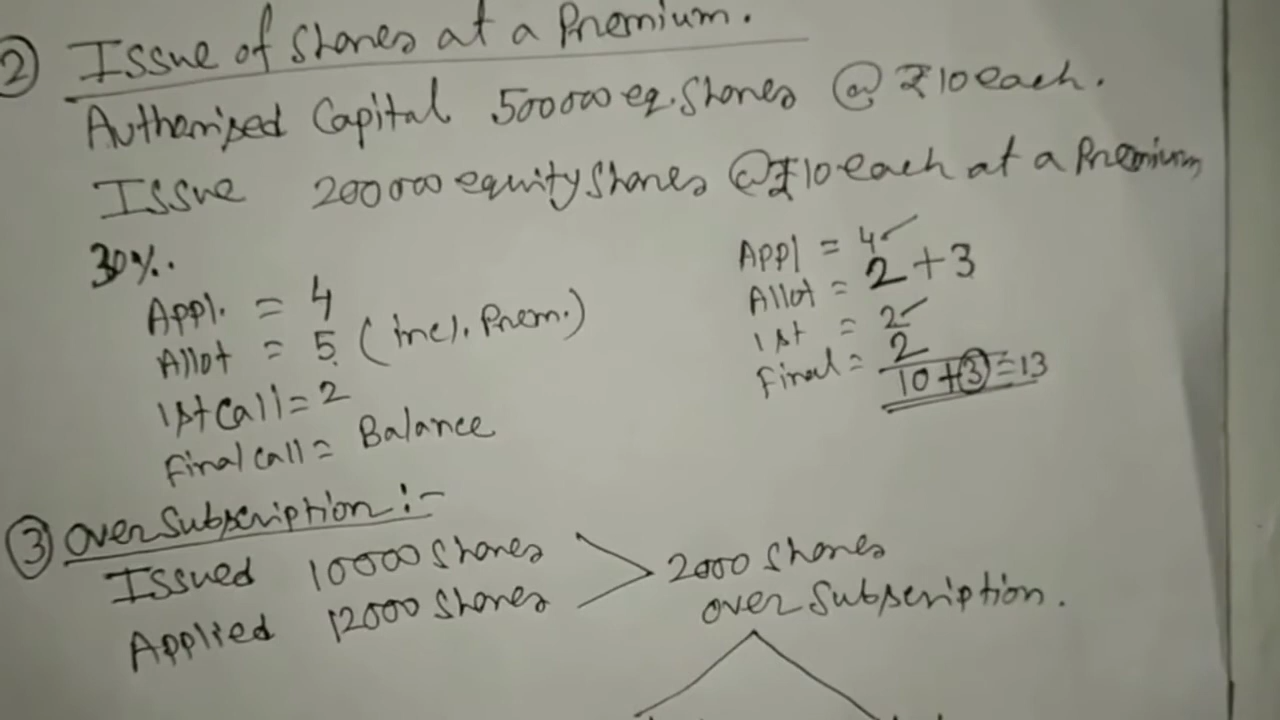 ② Issue of Shares at a Premium.
Authorised Capital 500000 eq. Shares @ ₹10 each.
Issue 200000 equity Shares @ ₹10 each at a Premium
30%.
Appl. = 4
Allot = 5 (Incl. Prem.)
1st Call = 2
Final Call = Balance
Appl = 4 ✓
Allot = 2 + 3
1st = 2 ✓
Final = 2
10 + 3 = 13
③ Over Subscription :-
Issued 10000 Shares
Applied 12000 Shares
2000 Shares
over Subscription.